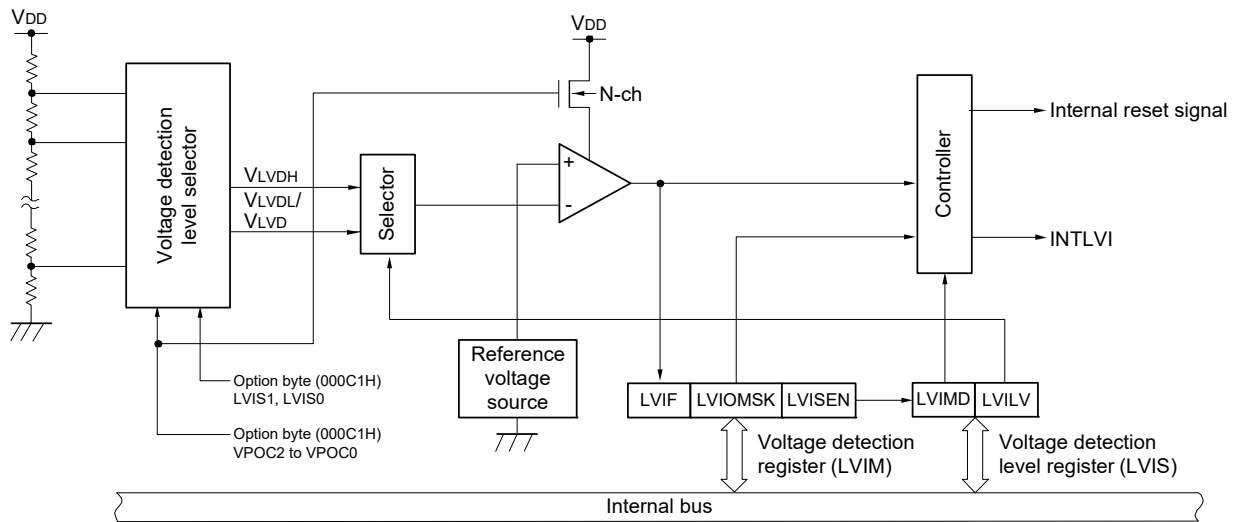 VDD
VDD
N-ch
Voltage detection
level selector
VLVDH
VLVDL/
VLVD
Selector
+
-
Controller
Internal reset signal
INTLVI
Reference
voltage
source
Option byte (000C1H)
LVIS1, LVIS0
Option byte (000C1H)
VPOC2 to VPOC0
LVIF
LVIOMSK
LVISEN
LVIMD
LVILV
Voltage detection
register (LVIM)
Voltage detection
level register (LVIS)
Internal bus